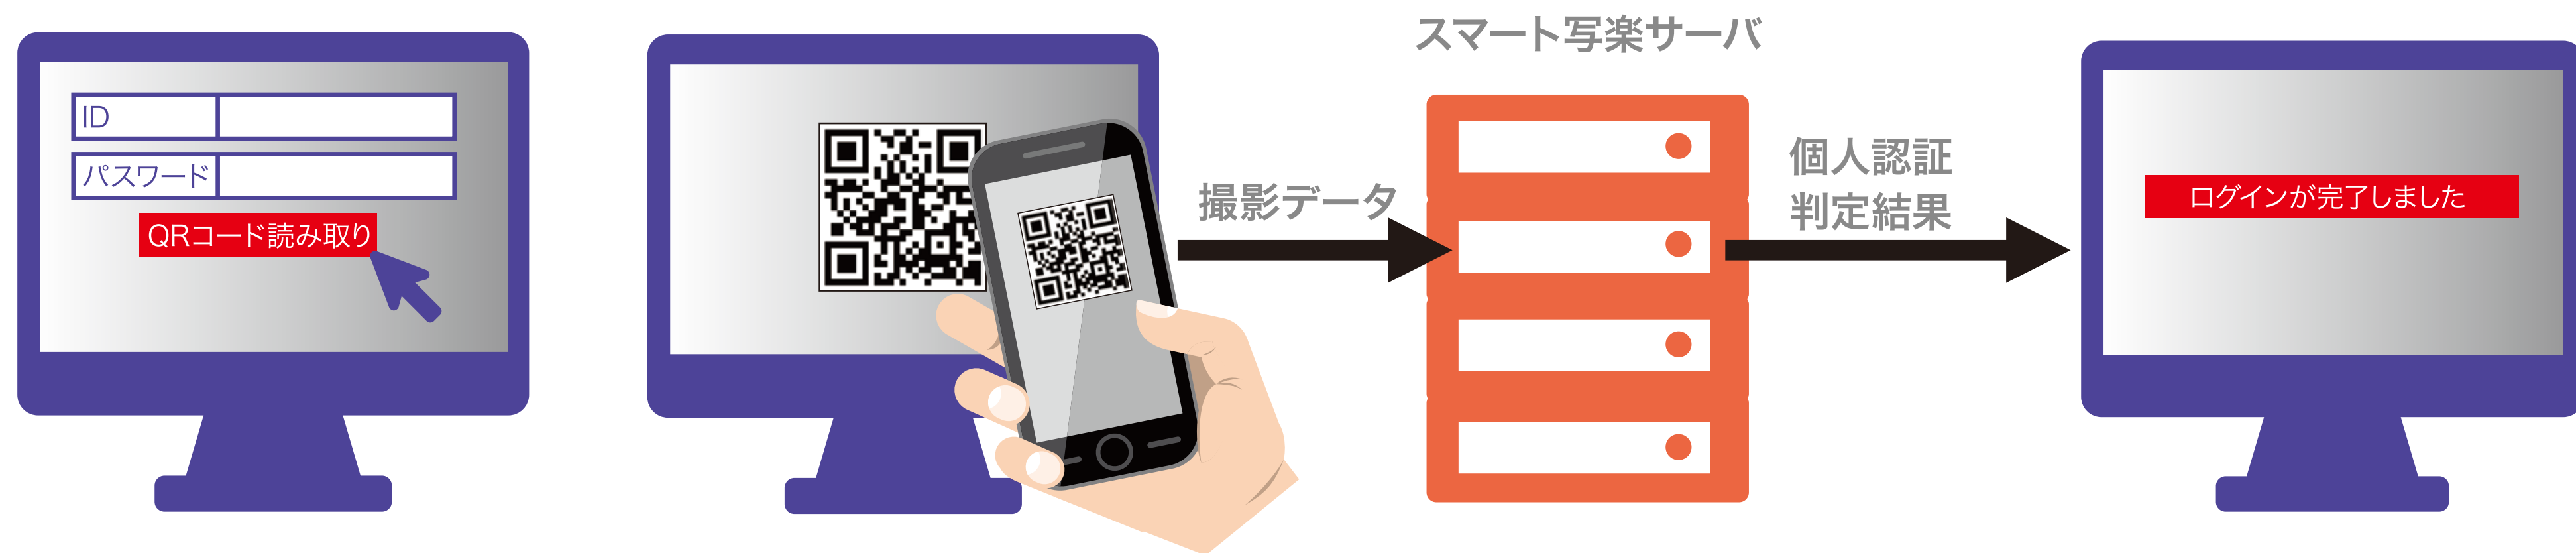 ID
パスワード
QRコード読み取り
撮影データ
スマート写楽サーバ
個人認証
判定結果
ログインが完了しました